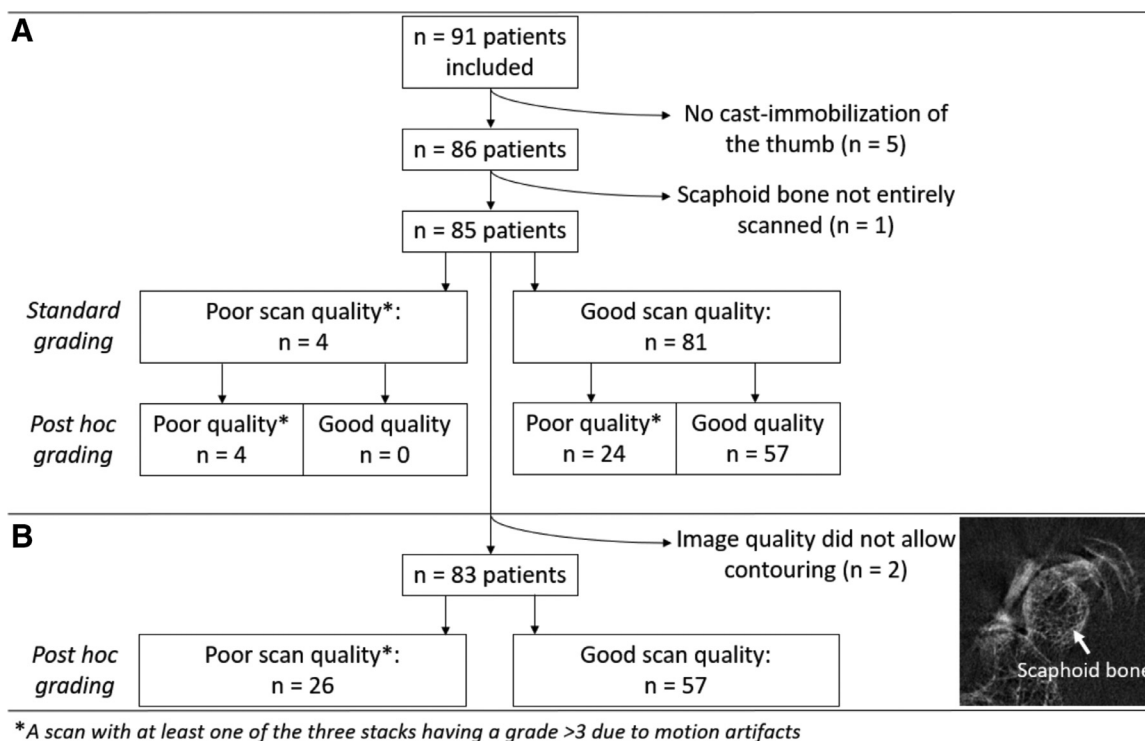 A
n = 91 patients
included
No cast-immobilization of
the thumb (n = 5)
n = 86 patients
Scaphoid bone not entirely
scanned (n = 1)
n = 85 patients
Standard
grading
Poor scan quality*:
n = 4
Good scan quality:
n = 81
Post hoc
grading
Poor quality*
n = 4
Good quality
n = 0
Poor quality*
n = 24
Good quality
n = 57
B
Image quality did not allow
contouring (n = 2)
n = 83 patients
Post hoc
grading
Poor scan quality*:
n = 26
Good scan quality:
n = 57
Scaphoid bone
*A scan with at least one of the three stacks having a grade >3 due to motion artifacts